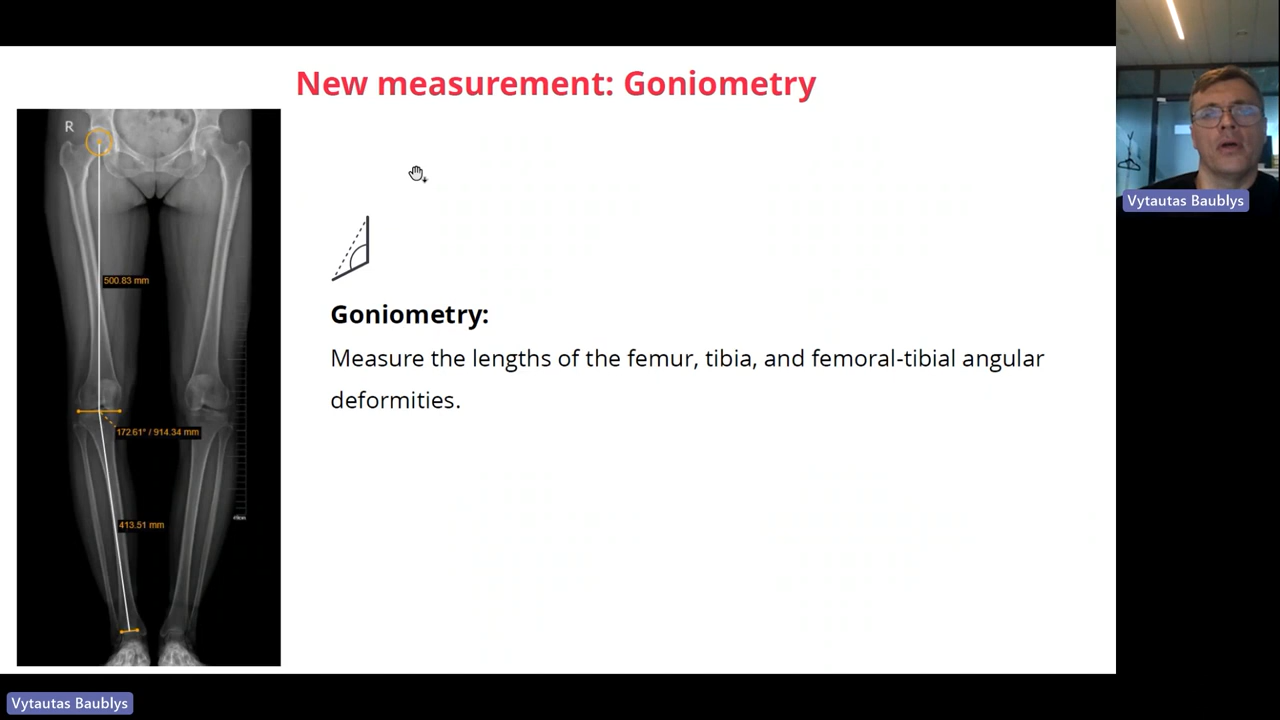 New measurement: Goniometry
R
500.83 mm
Goniometry:
Measure the lengths of the femur, tibia, and femoral-tibial angular
deformities.
172.61° / 914.34 mm
413.51 mm
Vytautas Baublys
Vytautas Baublys